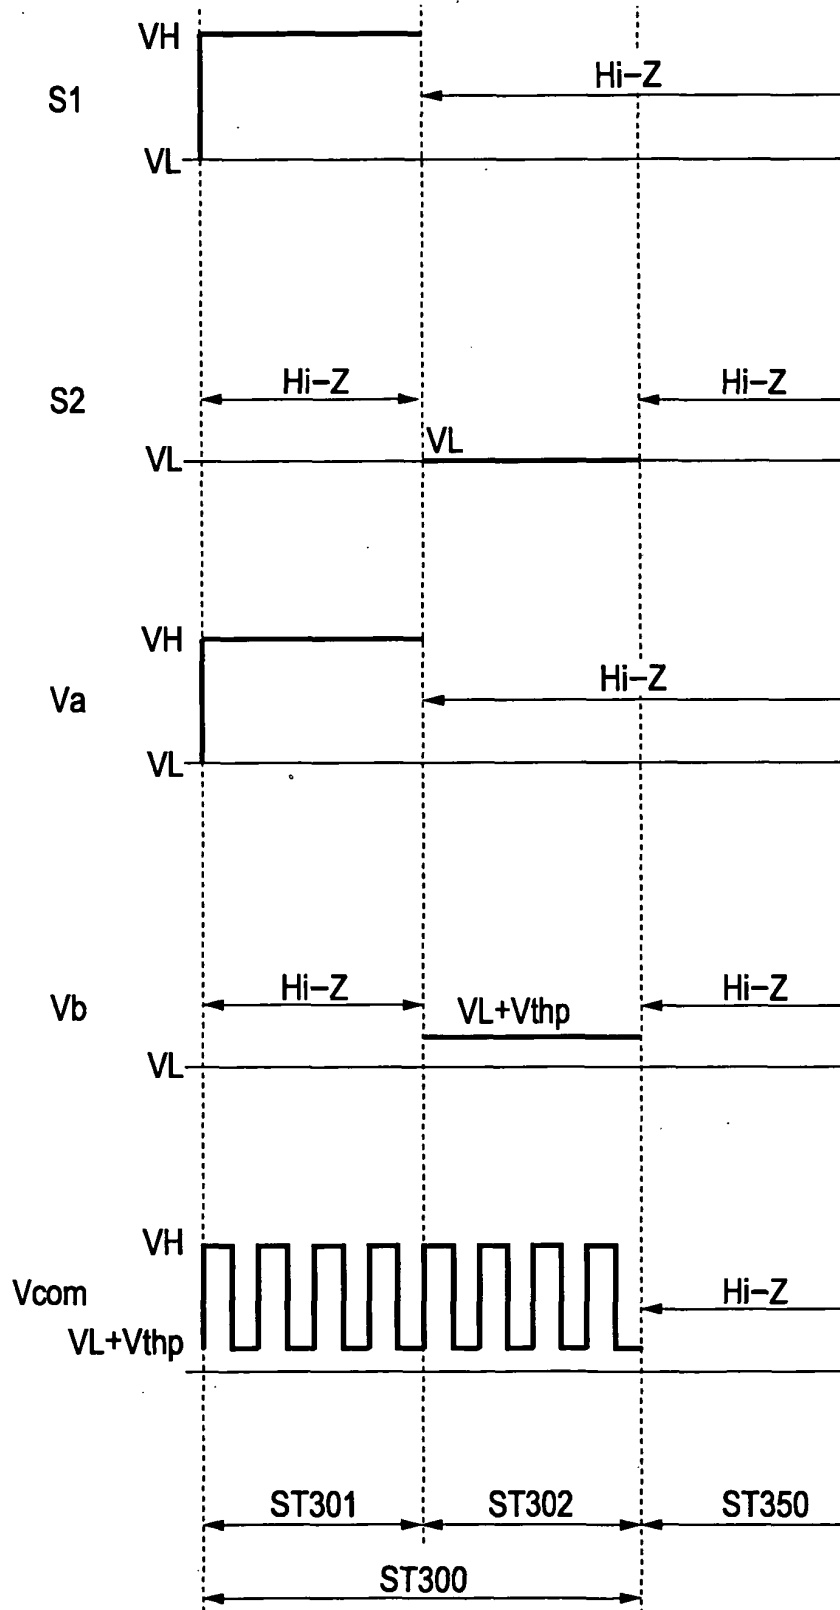 VH
Hi-Z
S1
VL
Hi-Z
Hi-Z
S2
VL
VL
VH
Hi-Z
Va
VL
Hi-Z
Hi-Z
Vb
VL+Vthp
VL
VH
Vcom
Hi-Z
VL+Vthp
ST301
ST302
ST350
ST300